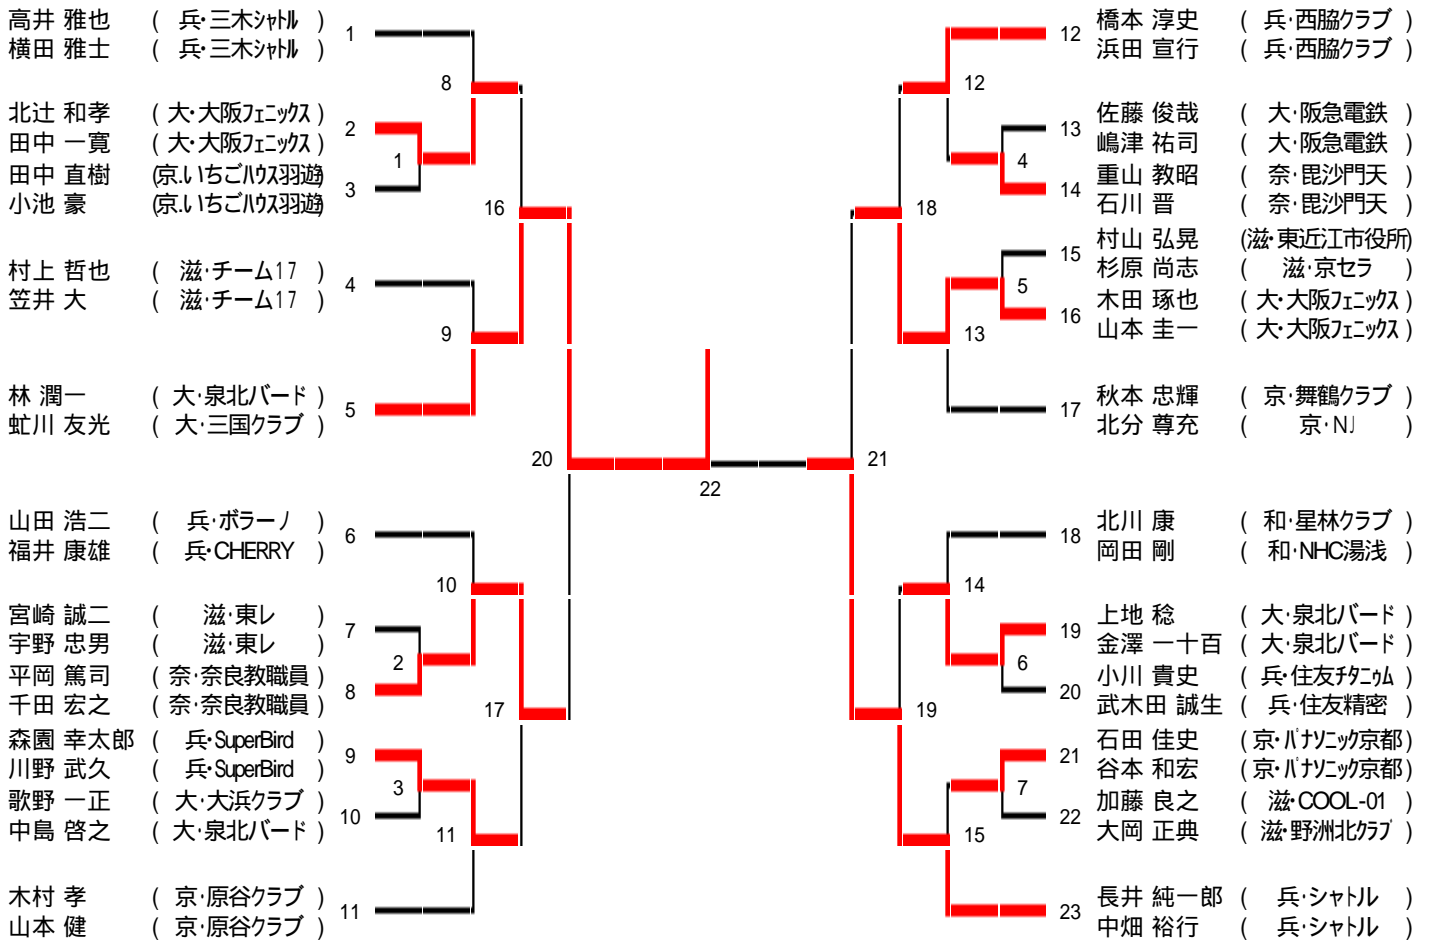 高井 雅也 ( 兵･三木シャトル )
横田 雅士 ( 兵･三木シャトル )
1
8
北辻 和孝 ( 大･大阪フェニックス )
田中 一寛 ( 大･大阪フェニックス )
2
1
田中 直樹 (京.いちごハウス羽遊)
小池 豪 (京.いちごハウス羽遊)
3
16
村上 哲也 ( 滋･チーム17 )
笠井 大 ( 滋･チーム17 )
4
9
林 潤一 ( 大･泉北バード )
虻川 友光 ( 大･三国クラブ )
5
20
22
山田 浩二 ( 兵･ボラーノ )
福井 康雄 ( 兵･CHERRY )
6
10
宮崎 誠二 ( 滋･東レ )
宇野 忠男 ( 滋･東レ )
7
2
平岡 篤司 ( 奈･奈良教職員 )
千田 宏之 ( 奈･奈良教職員 )
8
17
森園 幸太郎 ( 兵･SuperBird )
川野 武久 ( 兵･SuperBird )
9
3
歌野 一正 ( 大･大浜クラブ )
中島 啓之 ( 大･泉北バード )
10
11
木村 孝 ( 京･原谷クラブ )
山本 健 ( 京･原谷クラブ )
11
12 橋本 淳史 ( 兵･西脇クラブ )
浜田 宣行 ( 兵･西脇クラブ )
12
13 佐藤 俊哉 ( 大･阪急電鉄 )
嶋津 祐司 ( 大･阪急電鉄 )
4
14 重山 教昭 ( 奈･毘沙門天 )
石川 晋 ( 奈･毘沙門天 )
18
15 村山 弘晃 (滋･東近江市役所)
杉原 尚志 ( 滋･京セラ )
5
16 木田 琢也 ( 大･大阪フェニックス )
山本 圭一 ( 大･大阪フェニックス )
13
17 秋本 忠輝 ( 京･舞鶴クラブ )
北分 尊充 ( 京･NJ )
21
18 北川 康 ( 和･星林クラブ )
岡田 剛 ( 和･NHC湯浅 )
14
19 上地 稔 ( 大･泉北バード )
金澤 一十百 ( 大･泉北バード )
6
20 小川 貴史 ( 兵･住友チタニゥム )
武木田 誠生 ( 兵･住友精密 )
19
21 石田 佳史 ( 京･パナソニック京都 )
谷本 和宏 ( 京･パナソニック京都 )
7
22 加藤 良之 ( 滋･COOL-01 )
大岡 正典 ( 滋･野洲北クラブ )
15
23 長井 純一郎 ( 兵･シャトル )
中畑 裕行 ( 兵･シャトル )